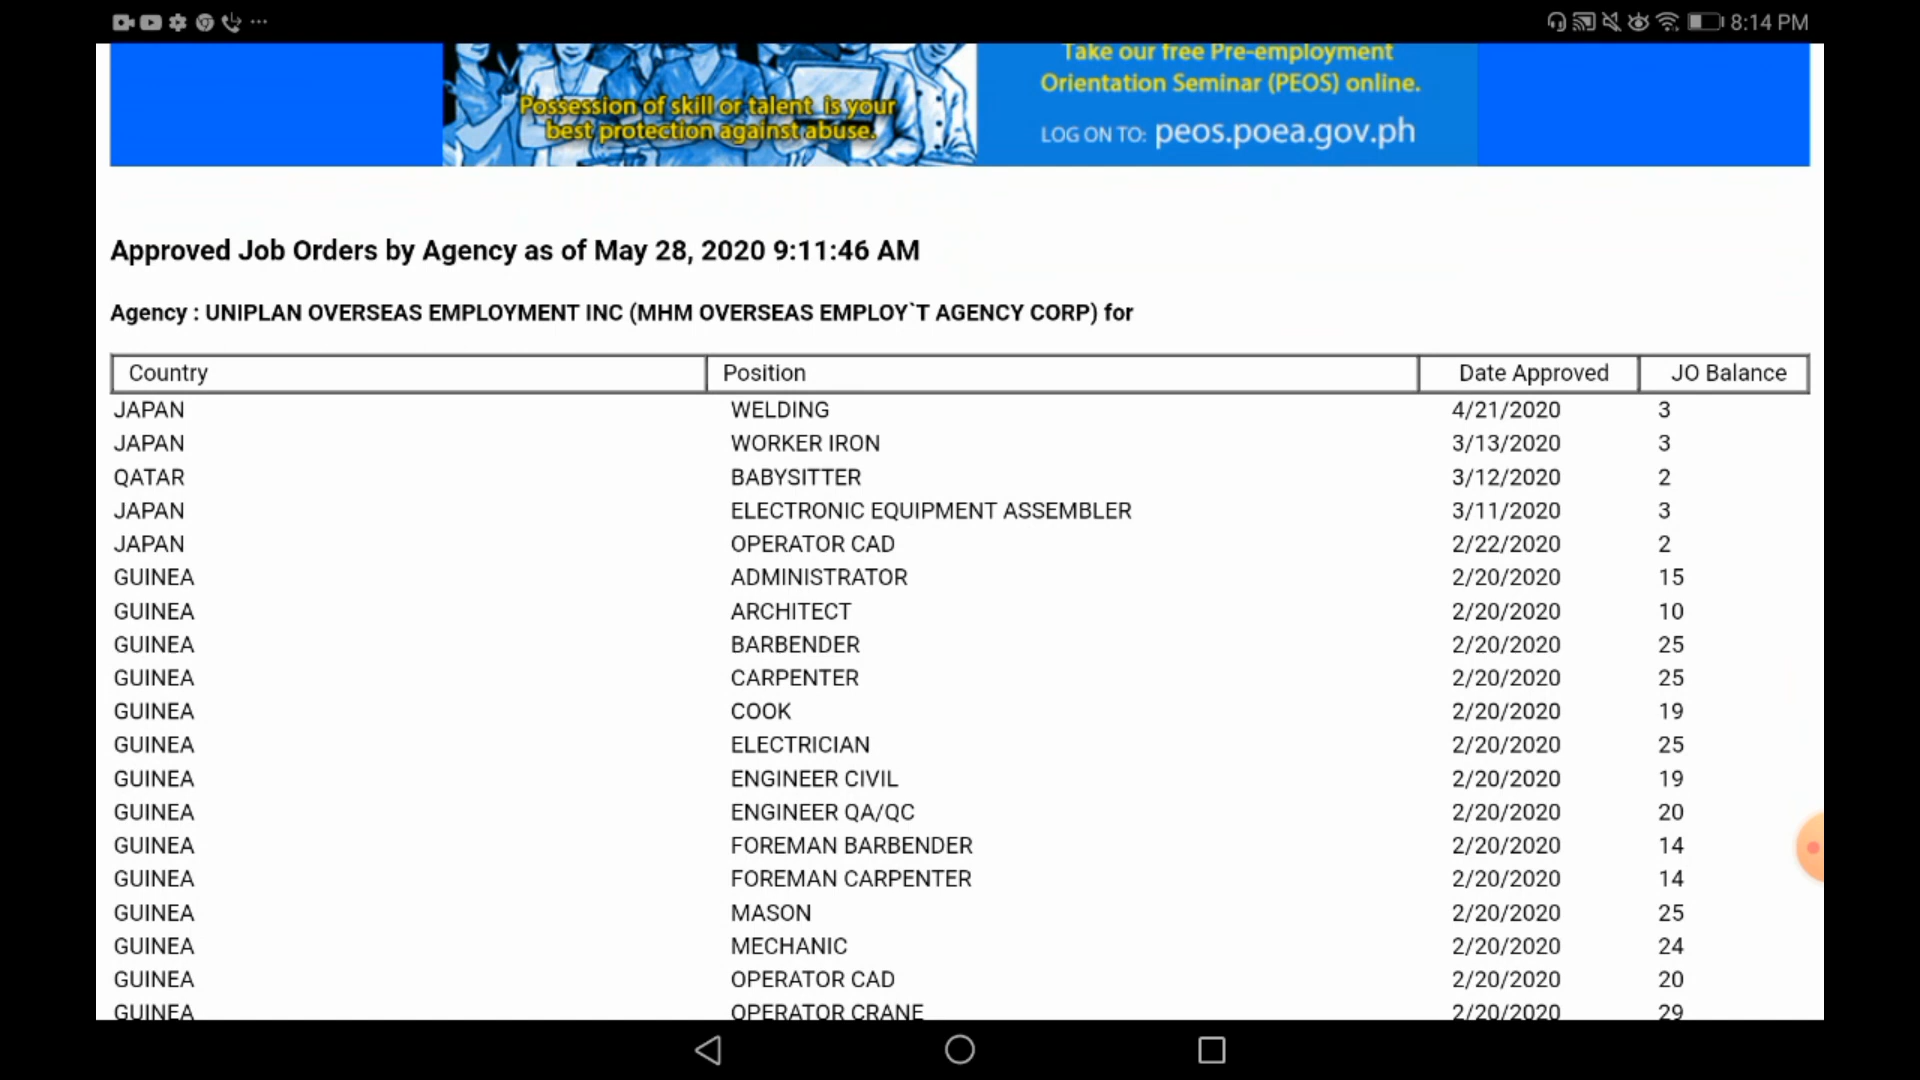 8:14 PM
Possession of skill or talent is your
best protection against abuse.
Take our free Pre-employment
Orientation Seminar (PEOS) online.
LOG ON TO: peos.poea.gov.ph
Approved Job Orders by Agency as of May 28, 2020 9:11:46 AM
Agency : UNIPLAN OVERSEAS EMPLOYMENT INC (MHM OVERSEAS EMPLOY`T AGENCY CORP) for
Country Position Date Approved JO Balance
JAPAN WELDING 4/21/2020 3
JAPAN WORKER IRON 3/13/2020 3
QATAR BABYSITTER 3/12/2020 2
JAPAN ELECTRONIC EQUIPMENT ASSEMBLER 3/11/2020 3
JAPAN OPERATOR CAD 2/22/2020 2
GUINEA ADMINISTRATOR 2/20/2020 15
GUINEA ARCHITECT 2/20/2020 10
GUINEA BARBENDER 2/20/2020 25
GUINEA CARPENTER 2/20/2020 25
GUINEA COOK 2/20/2020 19
GUINEA ELECTRICIAN 2/20/2020 25
GUINEA ENGINEER CIVIL 2/20/2020 19
GUINEA ENGINEER QA/QC 2/20/2020 20
GUINEA FOREMAN BARBENDER 2/20/2020 14
GUINEA FOREMAN CARPENTER 2/20/2020 14
GUINEA MASON 2/20/2020 25
GUINEA MECHANIC 2/20/2020 24
GUINEA OPERATOR CAD 2/20/2020 20
GUINEA OPERATOR CRANE 2/20/2020 29